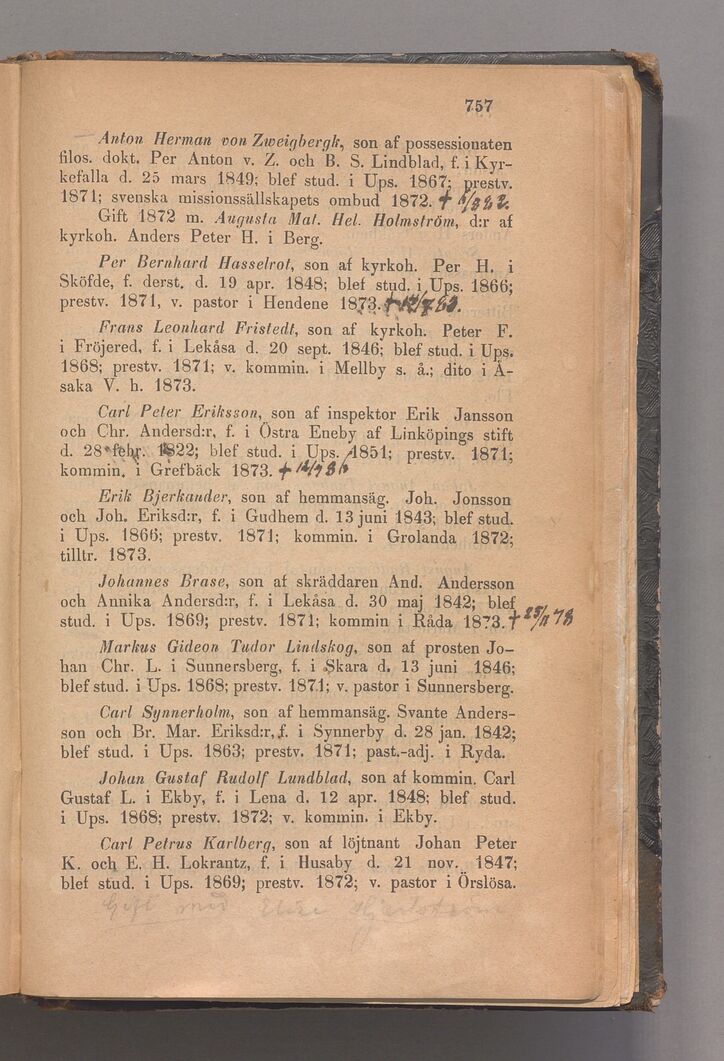 757
Anton Herman von Zweigbergk, son af possessionaten
filos. dokt. Per Anton v. Z. och B. S. Lindblad, f. i Kyr-
kefalla d. 25 mars 1849; blef stud. i Ups. 1867; prestv.
1871; svenska missionssällskapets ombud 1872. †
Gift 1872 m. Augusta Mat. Hel. Holmström, d:r af
kyrkoh. Anders Peter H. i Berg.
Per Bernhard Hasselrot, son af kyrkoh. Per H. i
Sköfde, f. derst. d. 19 apr. 1848; blef stud. i Ups. 1866;
prestv. 1871, v. pastor i Hendene 1873. †
Frans Leonhard Fristedt, son af kyrkoh. Peter F.
i Fröjered, f. i Lekåsa d. 20 sept. 1846; blef stud. i Ups.
1868; prestv. 1871; v. kommin. i Mellby s. å.; dito i Å-
saka V. h. 1873.
Carl Peter Eriksson, son af inspektor Erik Jansson
och Chr. Andersd:r, f. i Östra Eneby af Linköpings stift
d. 28 febr. 1822; blef stud. i Ups. 1851; prestv. 1871;
kommin. i Grefbäck 1873. †
Erik Bjerkander, son af hemmansäg. Joh. Jonsson
och Joh. Eriksd:r, f. i Gudhem d. 13 juni 1843; blef stud.
i Ups. 1866; prestv. 1871; kommin. i Grolanda 1872;
tilltr. 1873.
Johannes Brase, son af skräddaren And. Andersson
och Annika Andersd:r, f. i Lekåsa d. 30 maj 1842; blef
stud. i Ups. 1869; prestv. 1871; kommin i Råda 1873. † 25/11 78
Markus Gideon Tudor Lindskog, son af prosten Jo-
han Chr. L. i Sunnersberg, f. i Skara d. 13 juni 1846;
blef stud. i Ups. 1868; prestv. 1871; v. pastor i Sunnersberg.
Carl Synnerholm, son af hemmansäg. Svante Anders-
son och Br. Mar. Eriksd:r, f. i Synnerby d. 28 jan. 1842;
blef stud. i Ups. 1863; prestv. 1871; past.-adj. i Ryda.
Johan Gustaf Rudolf Lundblad, son af kommin. Carl
Gustaf L. i Ekby, f. i Lena d. 12 apr. 1848; blef stud.
i Ups. 1868; prestv. 1872; v. kommin. i Ekby.
Carl Petrus Karlberg, son af löjtnant Johan Peter
K. och E. H. Lokrantz, f. i Husaby d. 21 nov. 1847;
blef stud. i Ups. 1869; prestv. 1872; v. pastor i Örslösa.
Gift med